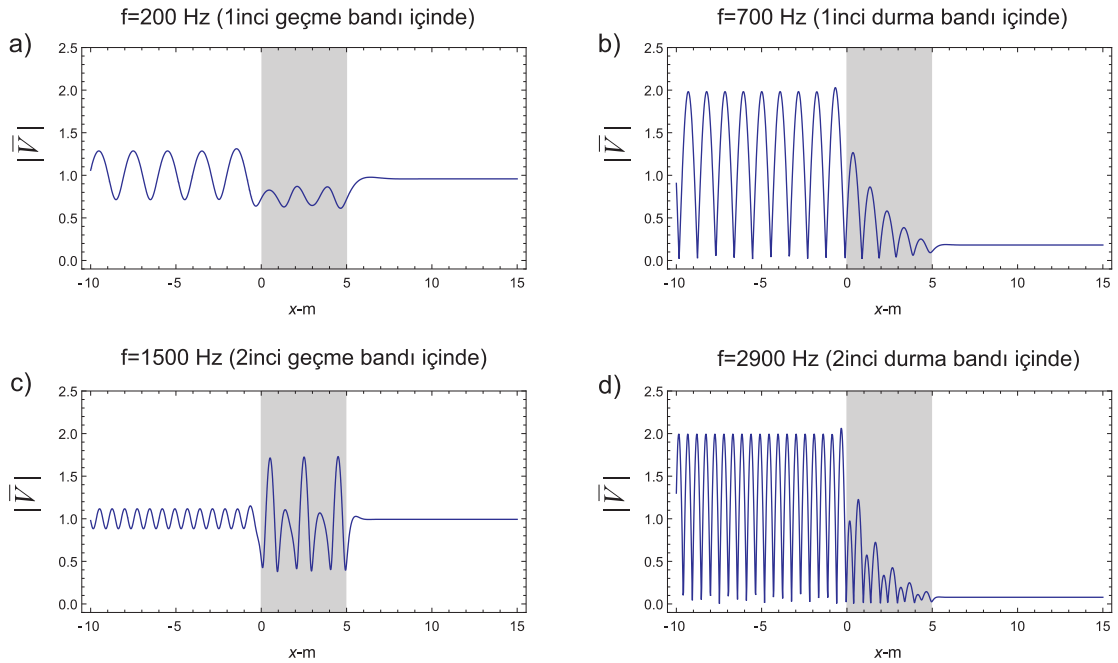 f=200 Hz (1inci geçme bandı içinde)
a)
2.5
2.0
1.5
1.0
0.5
0.0
|V̅|
-10 -5 0 5 10 15
x-m
f=700 Hz (1inci durma bandı içinde)
b)
2.5
2.0
1.5
1.0
0.5
0.0
|V̅|
-10 -5 0 5 10 15
x-m
f=1500 Hz (2inci geçme bandı içinde)
c)
2.5
2.0
1.5
1.0
0.5
0.0
|V̅|
-10 -5 0 5 10 15
x-m
f=2900 Hz (2inci durma bandı içinde)
d)
2.5
2.0
1.5
1.0
0.5
0.0
|V̅|
-10 -5 0 5 10 15
x-m